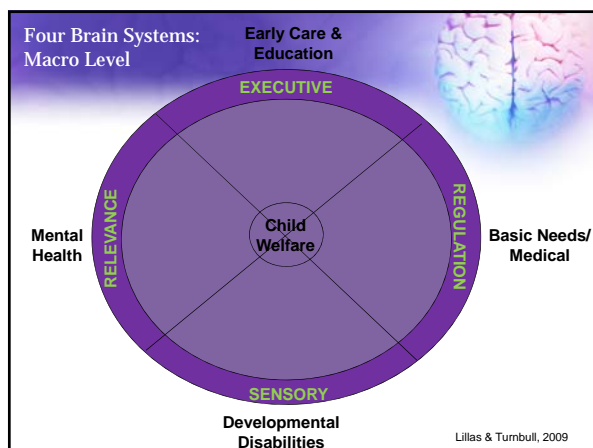 Four Brain Systems:
Macro Level
Early Care &
Education
EXECUTIVE
RELEVANCE
Mental
Health
Child
Welfare
REGULATION
Basic Needs/
Medical
SENSORY
Developmental
Disabilities
Lillas & Turnbull, 2009